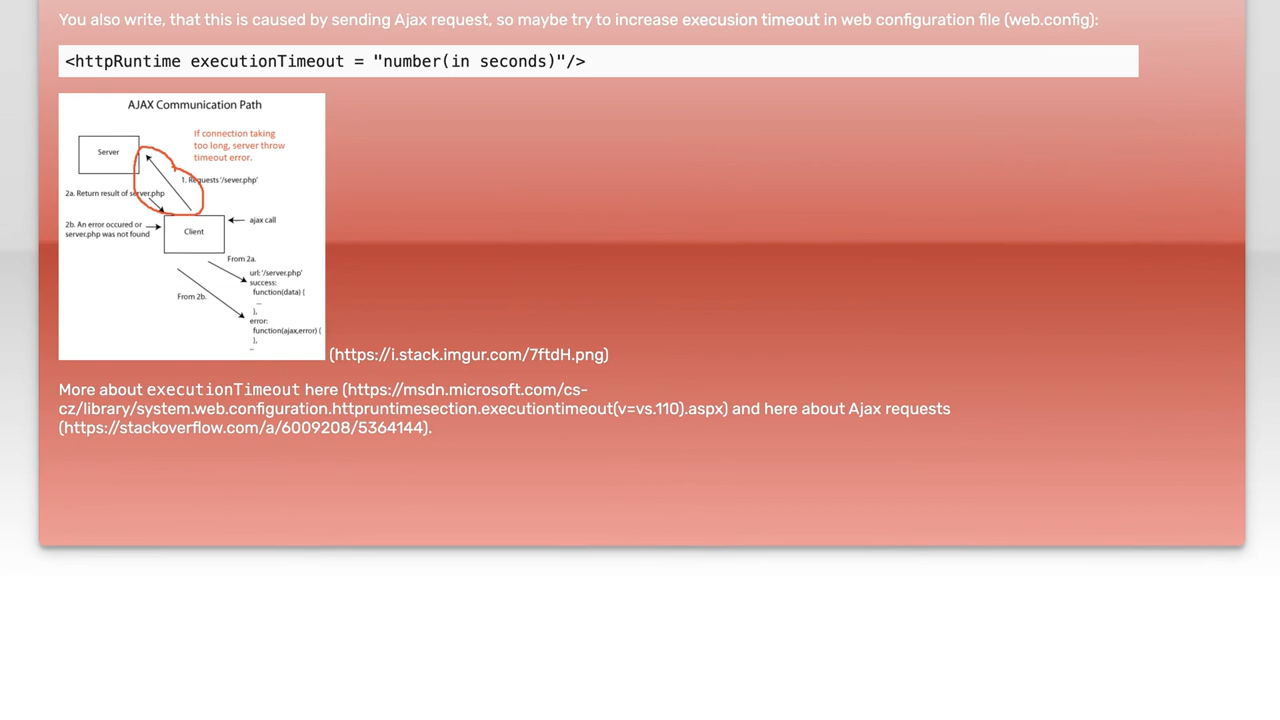 You also write, that this is caused by sending Ajax request, so maybe try to increase execusion timeout in web configuration file (web.config):
<httpRuntime executionTimeout = "number(in seconds)"/>
AJAX Communication Path
If connection taking
too long, server throw
timeout error.
Server
1. Requests '/sever.php'
2a. Return result of server.php
ajax call
2b. An error occured or
server.php was not found
Client
From 2a.
url: '/server.php'
success:
function(data) {
...
},
From 2b.
error:
function(ajax,error) {
},
...
(https://i.stack.imgur.com/7ftdH.png)
More about executionTimeout here (https://msdn.microsoft.com/cs-
cz/library/system.web.configuration.httpruntimesection.executiontimeout(v=vs.110).aspx) and here about Ajax requests
(https://stackoverflow.com/a/6009208/5364144).